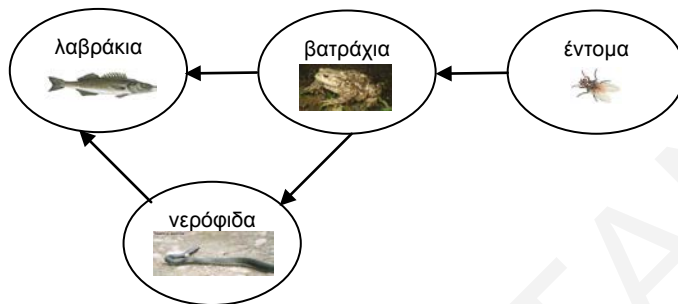 λαβράκια
βατράχια
έντομα
νερόφιδα